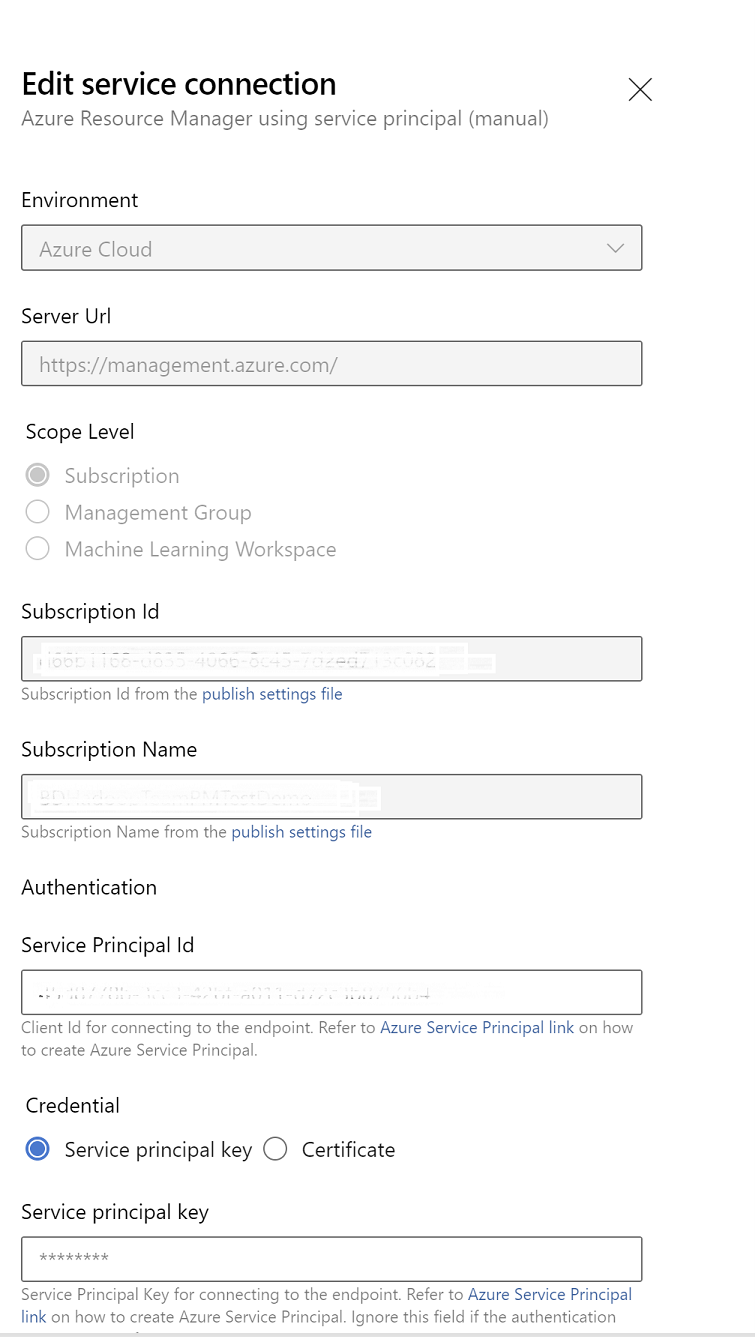 Edit service connection
Azure Resource Manager using service principal (manual)
Environment
Azure Cloud
Server Url
https://management.azure.com/
Scope Level
Subscription
Management Group
Machine Learning Workspace
Subscription Id
Subscription Id from the publish settings file
Subscription Name
Subscription Name from the publish settings file
Authentication
Service Principal Id
Client Id for connecting to the endpoint. Refer to Azure Service Principal link on how
to create Azure Service Principal.
Credential
Service principal key Certificate
Service principal key
********
Service Principal Key for connecting to the endpoint. Refer to Azure Service Principal
link on how to create Azure Service Principal. Ignore this field if the authentication